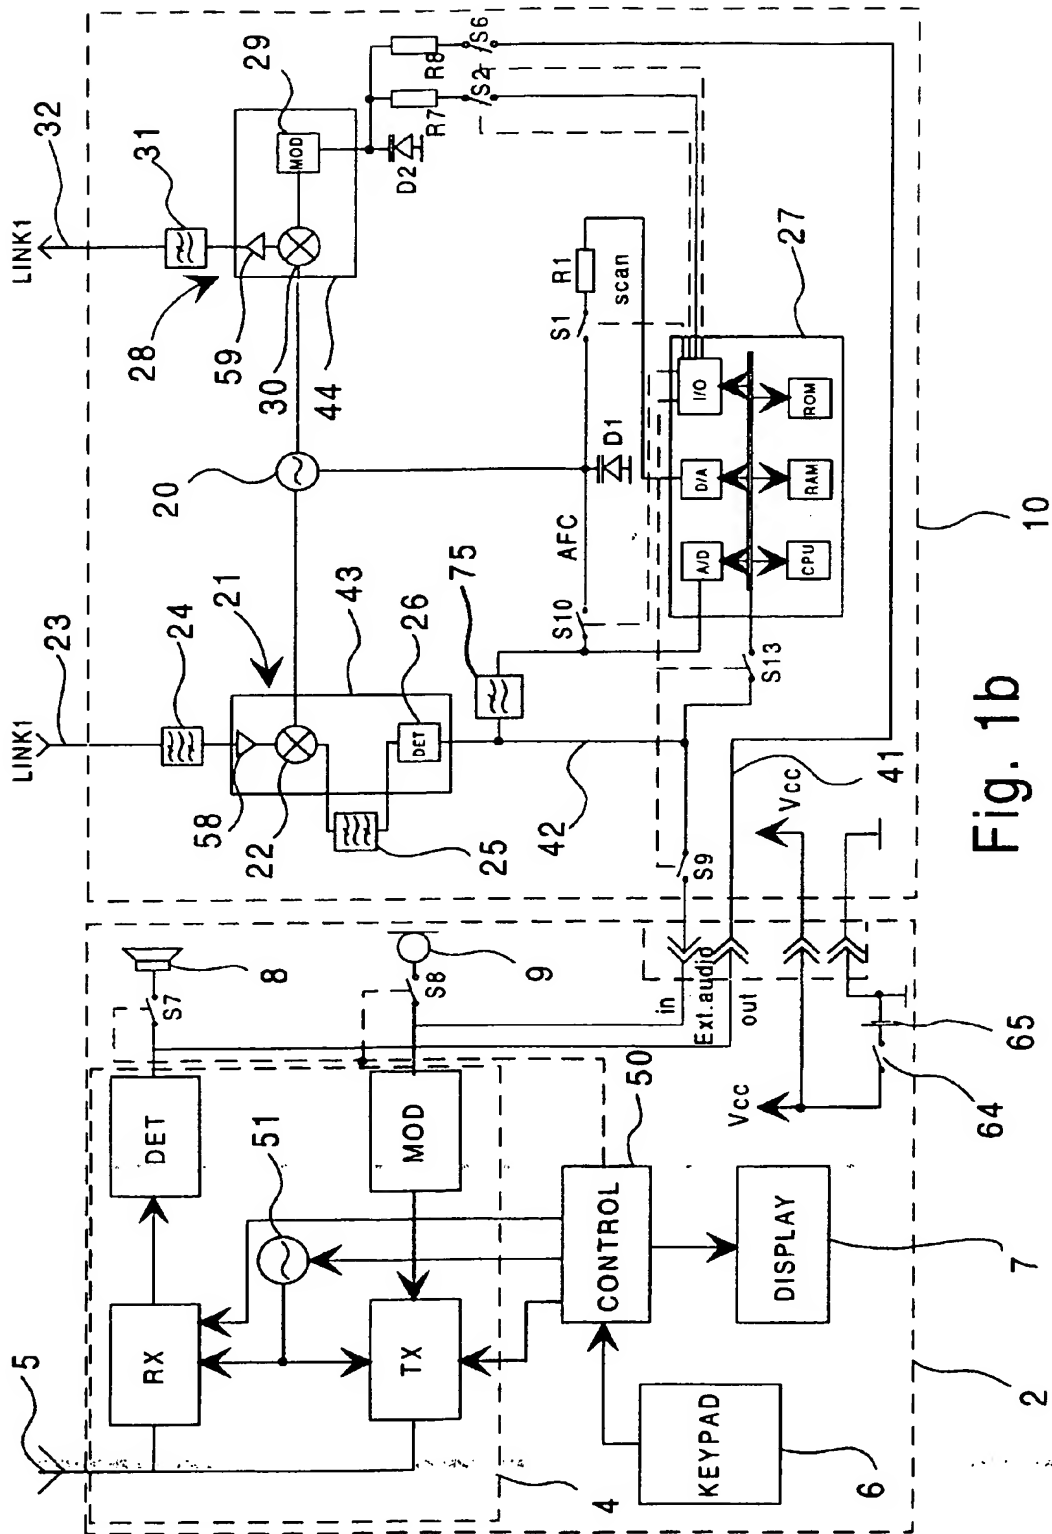 LINK1
23
24
21
43
26
58
22
25
42
75
20
AFC
S10
S9
S13
LINK1
32
31
28
59
30
44
29
MOD
D2
R7
R8
S2
S6
S1
R1
scan
D1
27
A/D
D/A
I/O
CPU
RAM
ROM
DET
10
41
Vcc
5
RX
DET
S7
8
51
TX
MOD
S8
9
4
in
Ext.audio
out
CONTROL
50
KEYPAD
6
DISPLAY
7
Vcc
64
65
2
Fig. 1b